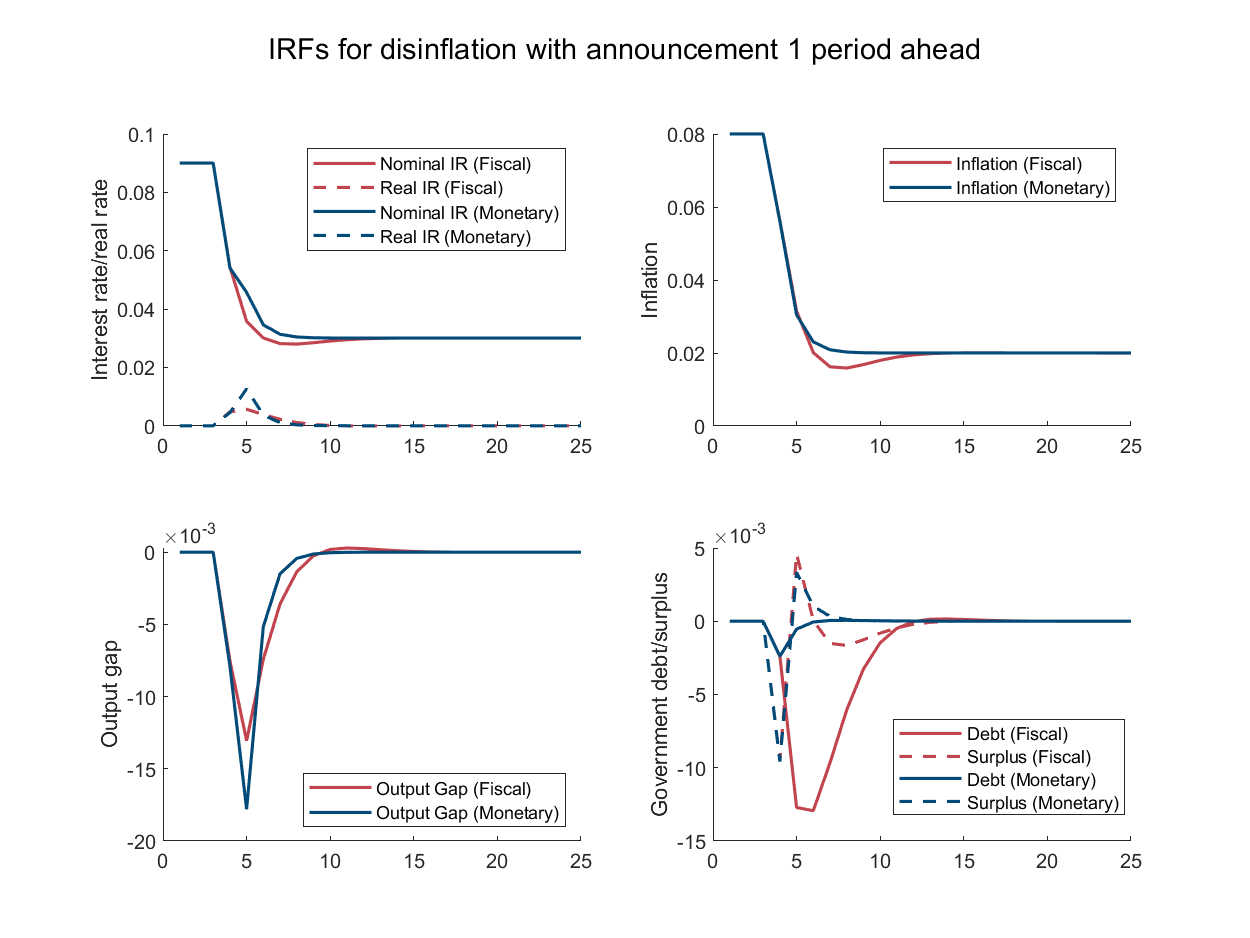 IRFs for disinflation with announcement 1 period ahead
Interest rate/real rate
0.1
0.08
0.06
0.04
0.02
0
0 5 10 15 20 25
Nominal IR (Fiscal)
Real IR (Fiscal)
Nominal IR (Monetary)
Real IR (Monetary)
Inflation
0.08
0.06
0.04
0.02
0
0 5 10 15 20 25
Inflation (Fiscal)
Inflation (Monetary)
Output gap
×10-3
0
-5
-10
-15
-20
0 5 10 15 20 25
Output Gap (Fiscal)
Output Gap (Monetary)
Government debt/surplus
×10-3
5
0
-5
-10
-15
0 5 10 15 20 25
Debt (Fiscal)
Surplus (Fiscal)
Debt (Monetary)
Surplus (Monetary)